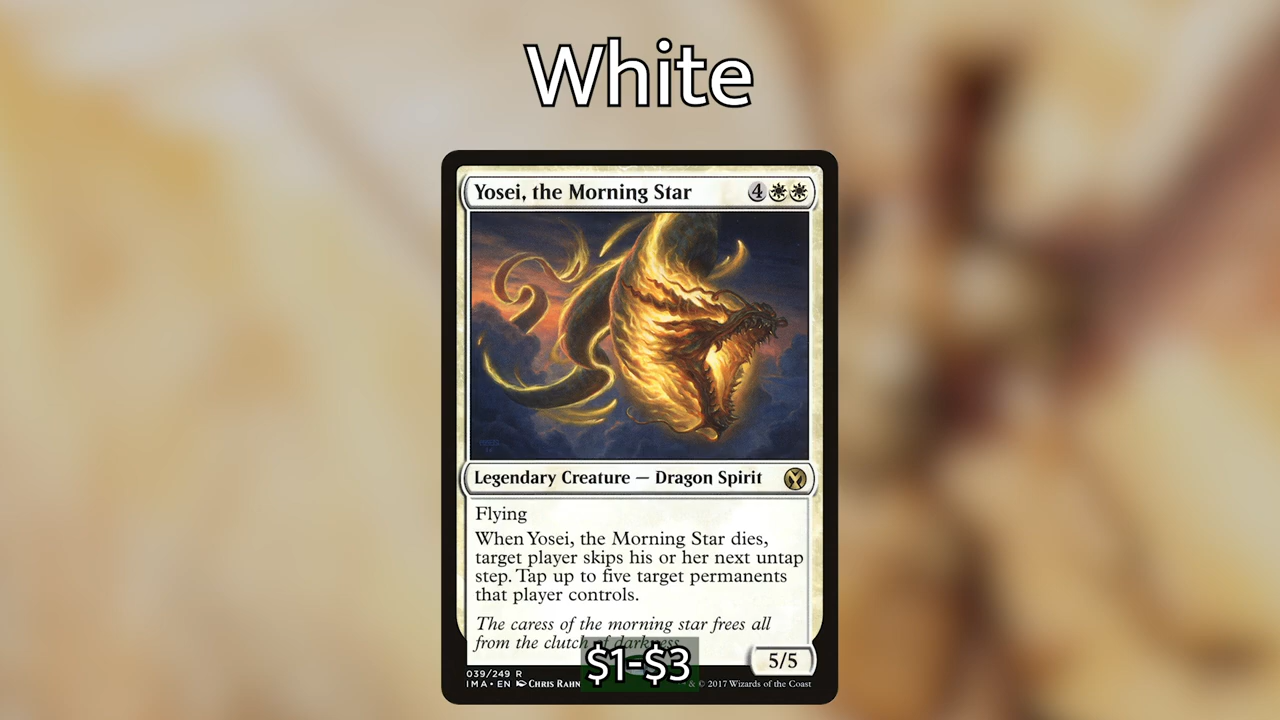 White
Yosei, the Morning Star 4
Legendary Creature — Dragon Spirit
Flying
When Yosei, the Morning Star dies,
target player skips his or her next untap
step. Tap up to five target permanents
that player controls.
The caress of the morning star frees all
from the clutch of darkness.
$1-$3
5/5
039/249 R
IMA • EN Chris Rahn
& © 2017 Wizards of the Coast